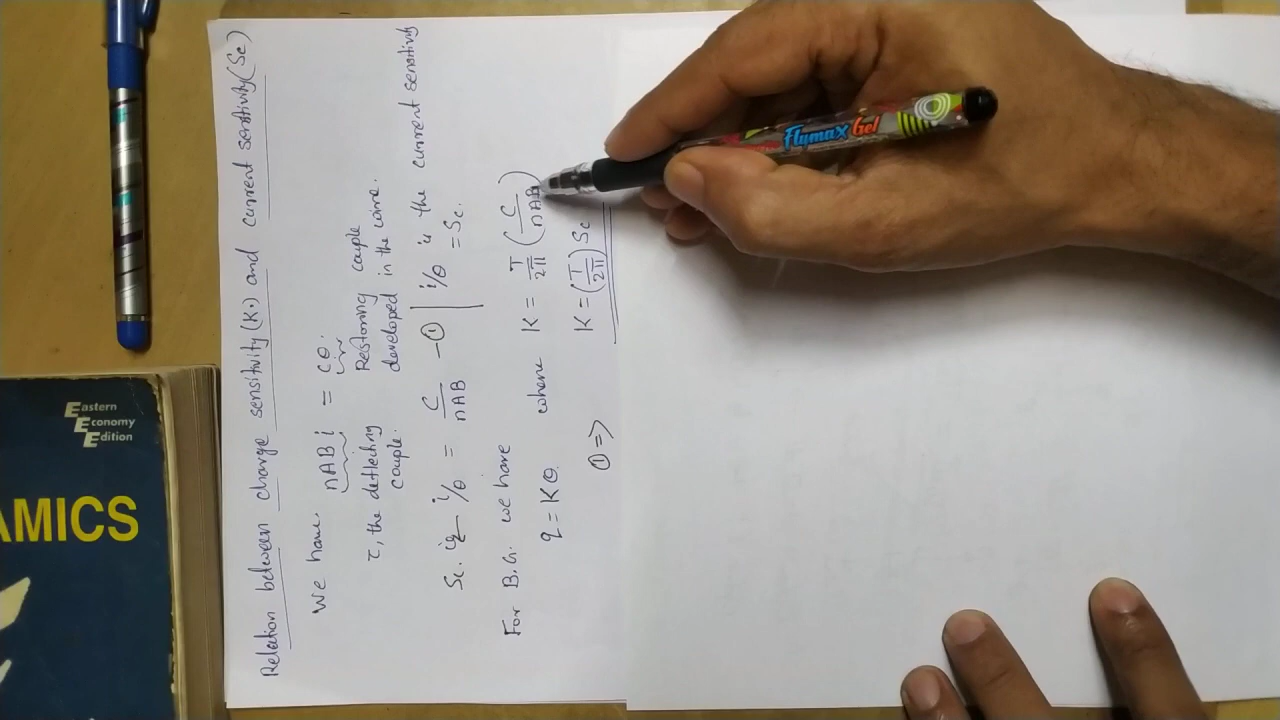 Relation between charge sensitivity (K.) and current sensitivity (Sc)
We have. nABi = cθ.
τ, the deflecting couple. Restoring couple
developed in the wire.
Sc. ie i/θ = C/nAB —① | i/θ is the current sensitivity
= Sc.
For B.G. we have
q = Kθ. where K = T/2π (C/nAB)
①=> K = (T/2π) Sc
Flymax Gel
Eastern
Economy
Edition
AMICS